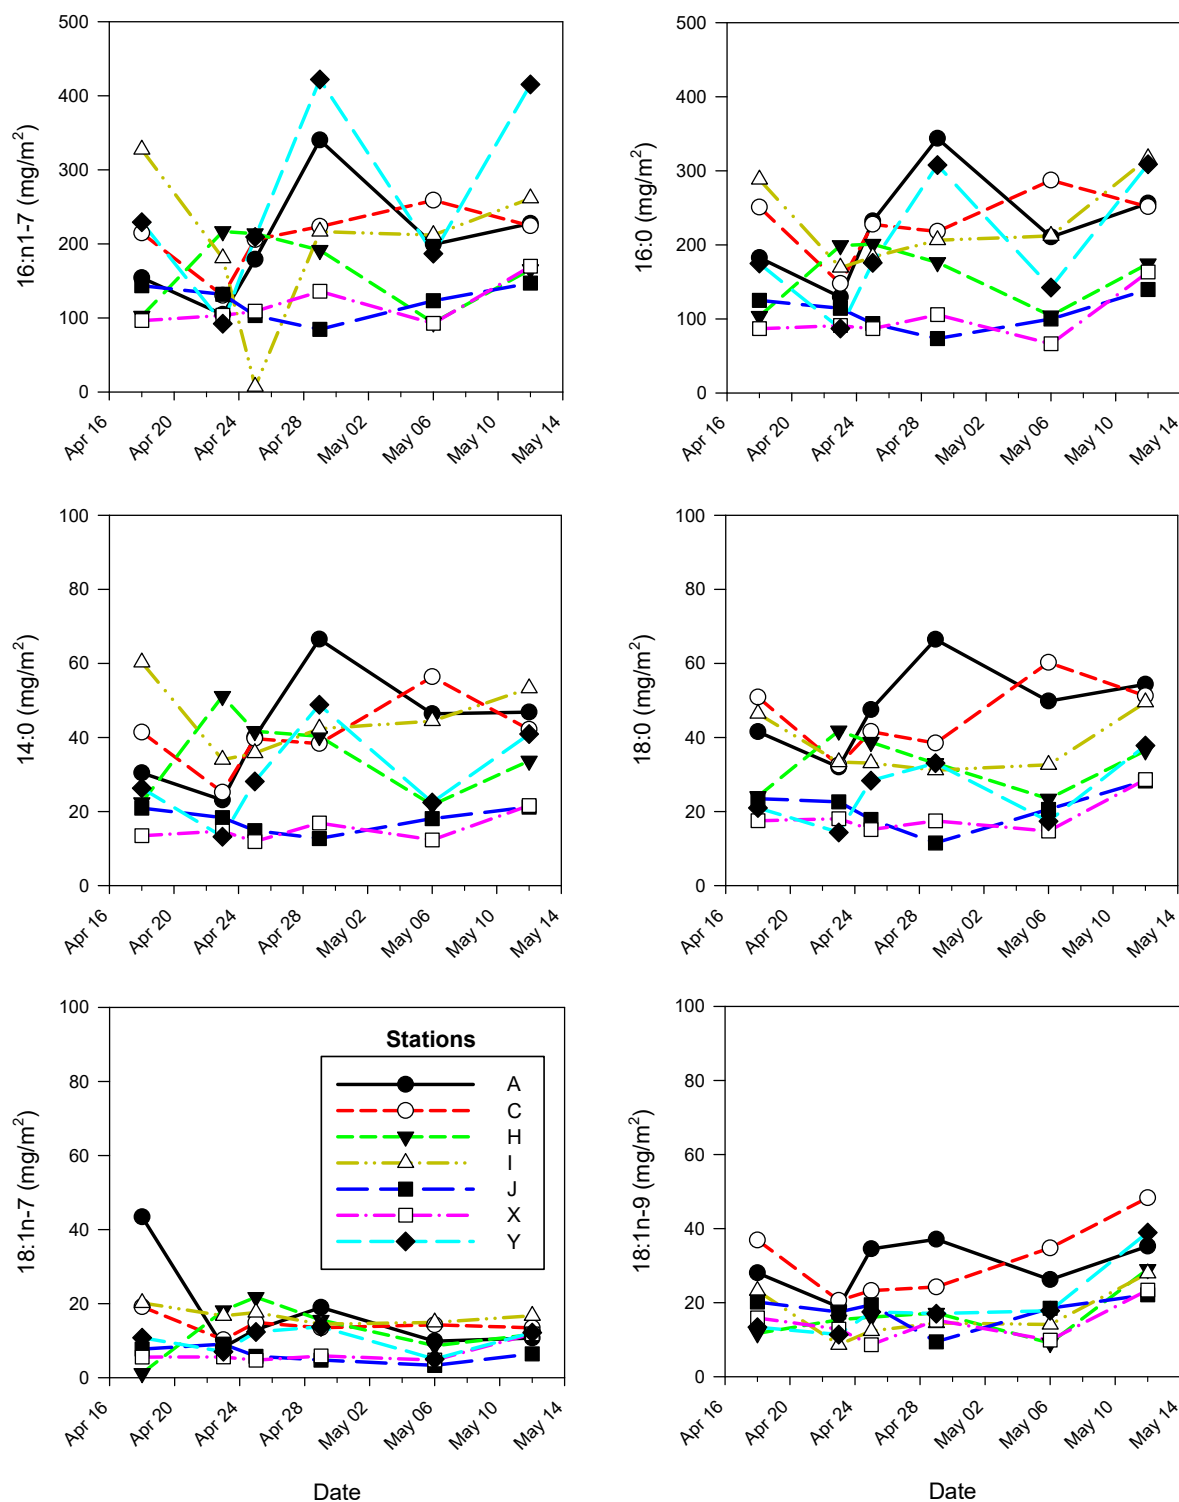 16:n1-7 (mg/m²)
500
400
300
200
100
0
Apr 16
Apr 20
Apr 24
Apr 28
May 02
May 06
May 10
May 14
16:0 (mg/m²)
500
400
300
200
100
0
Apr 16
Apr 20
Apr 24
Apr 28
May 02
May 06
May 10
May 14
14:0 (mg/m²)
100
80
60
40
20
0
Apr 16
Apr 20
Apr 24
Apr 28
May 02
May 06
May 10
May 14
18:0 (mg/m²)
100
80
60
40
20
0
Apr 16
Apr 20
Apr 24
Apr 28
May 02
May 06
May 10
May 14
18:1n-7 (mg/m²)
100
80
60
40
20
0
Stations
A
C
H
I
J
X
Y
Apr 16
Apr 20
Apr 24
Apr 28
May 02
May 06
May 10
May 14
Date
18:1n-9 (mg/m²)
100
80
60
40
20
0
Apr 16
Apr 20
Apr 24
Apr 28
May 02
May 06
May 10
May 14
Date